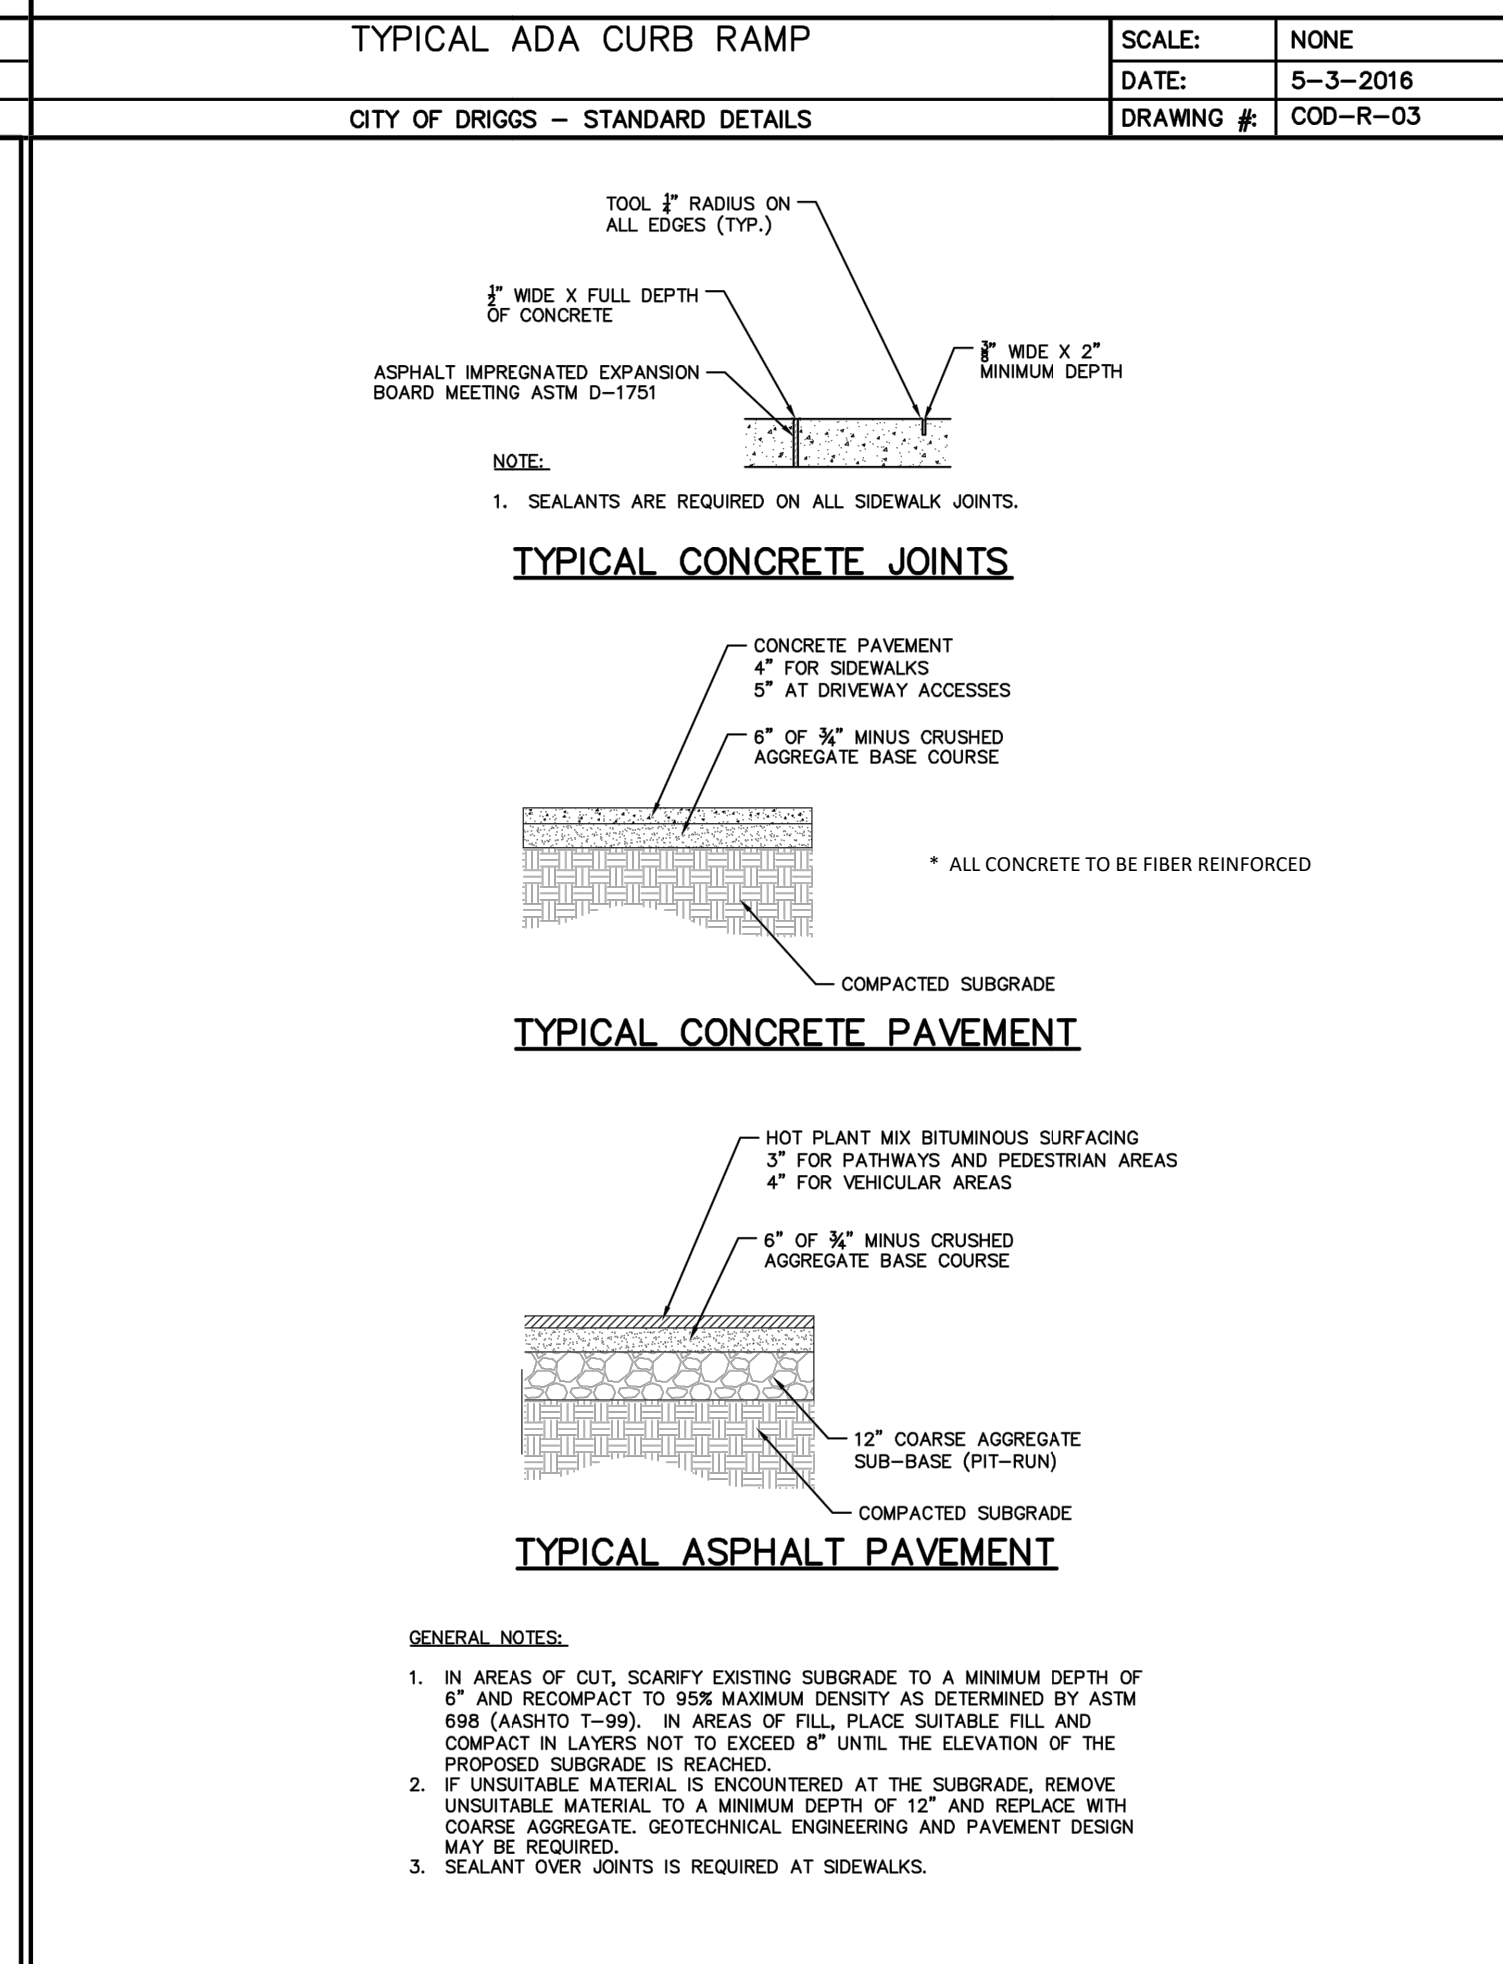 TYPICAL ADA CURB RAMP
SCALE: NONE
DATE: 5-3-2016
CITY OF DRIGGS - STANDARD DETAILS
DRAWING #: COD-R-03
TOOL 1/4" RADIUS ON
ALL EDGES (TYP.)
1/2" WIDE X FULL DEPTH
OF CONCRETE
3/8" WIDE X 2"
MINIMUM DEPTH
ASPHALT IMPREGNATED EXPANSION
BOARD MEETING ASTM D-1751
NOTE:
1. SEALANTS ARE REQUIRED ON ALL SIDEWALK JOINTS.
TYPICAL CONCRETE JOINTS
CONCRETE PAVEMENT
4" FOR SIDEWALKS
5" AT DRIVEWAY ACCESSES
6" OF 3/4" MINUS CRUSHED
AGGREGATE BASE COURSE
* ALL CONCRETE TO BE FIBER REINFORCED
COMPACTED SUBGRADE
TYPICAL CONCRETE PAVEMENT
HOT PLANT MIX BITUMINOUS SURFACING
3" FOR PATHWAYS AND PEDESTRIAN AREAS
4" FOR VEHICULAR AREAS
6" OF 3/4" MINUS CRUSHED
AGGREGATE BASE COURSE
12" COARSE AGGREGATE
SUB-BASE (PIT-RUN)
COMPACTED SUBGRADE
TYPICAL ASPHALT PAVEMENT
GENERAL NOTES:
1. IN AREAS OF CUT, SCARIFY EXISTING SUBGRADE TO A MINIMUM DEPTH OF
6" AND RECOMPACT TO 95% MAXIMUM DENSITY AS DETERMINED BY ASTM
698 (AASHTO T-99). IN AREAS OF FILL, PLACE SUITABLE FILL AND
COMPACT IN LAYERS NOT TO EXCEED 8" UNTIL THE ELEVATION OF THE
PROPOSED SUBGRADE IS REACHED.
2. IF UNSUITABLE MATERIAL IS ENCOUNTERED AT THE SUBGRADE, REMOVE
UNSUITABLE MATERIAL TO A MINIMUM DEPTH OF 12" AND REPLACE WITH
COARSE AGGREGATE. GEOTECHNICAL ENGINEERING AND PAVEMENT DESIGN
MAY BE REQUIRED.
3. SEALANT OVER JOINTS IS REQUIRED AT SIDEWALKS.